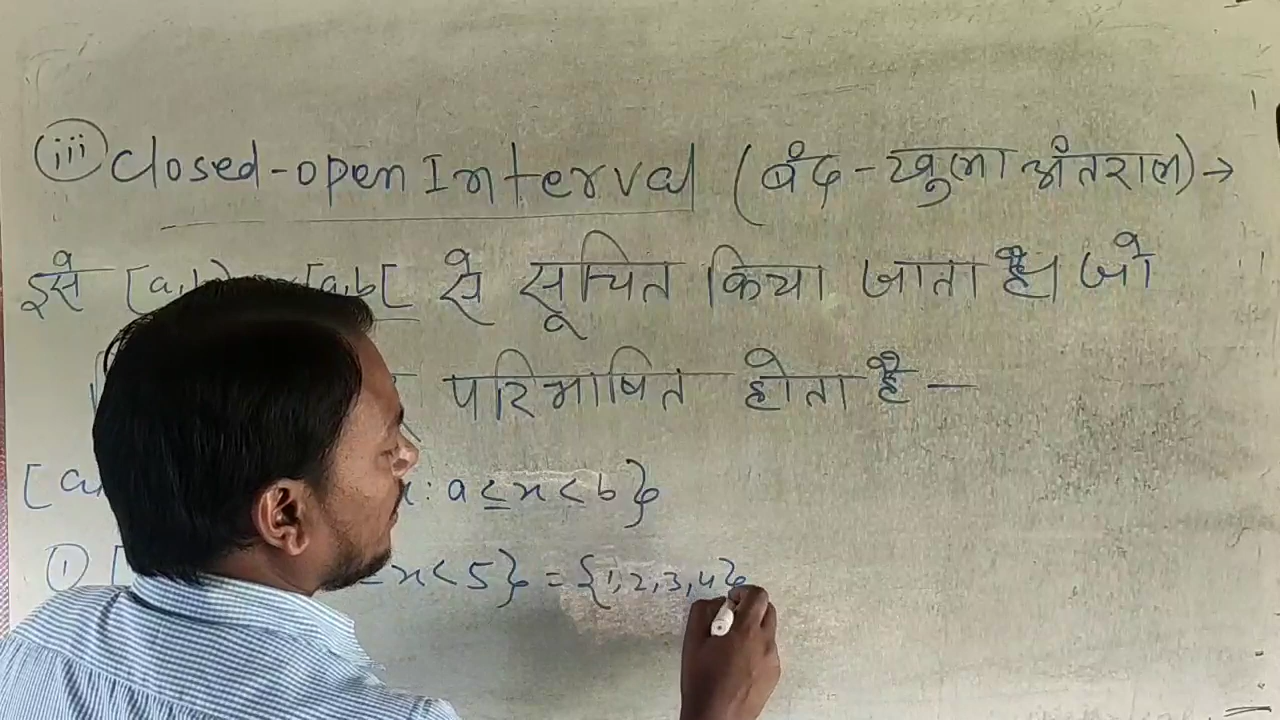 (iii) Closed-open Interval (बंद-खुला अंतराल) →
इसे [a,b) [a,b[ से सूचित किया जाता है। जो
परिभाषित होता है —
[a : a ≤ x < b}
① [ x < 5} = {1,2,3,4}